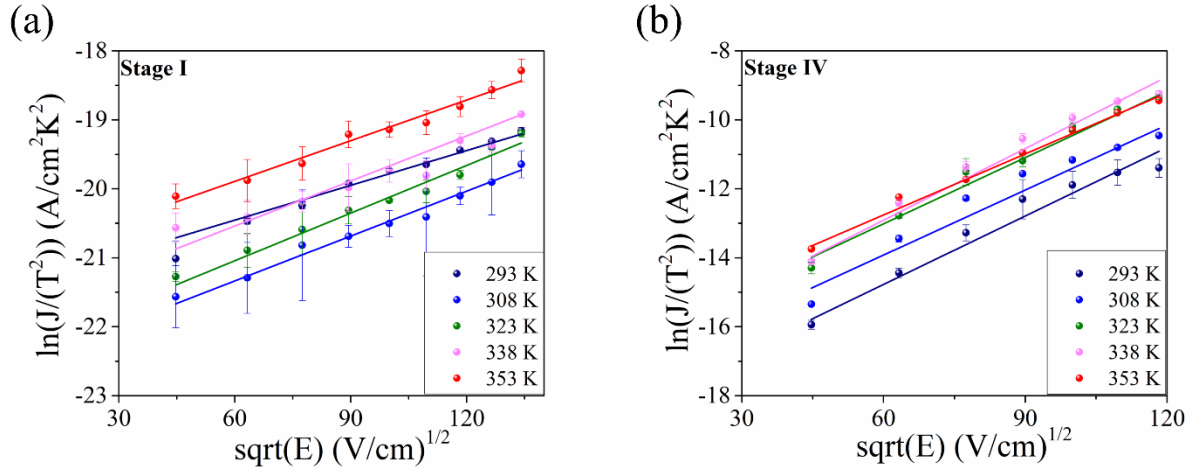 (a)
Stage I
-18
-19
-20
-21
-22
-23
30
60
90
120
ln(J/(T²)) (A/cm²K²)
sqrt(E) (V/cm)¹/²
293 K
308 K
323 K
338 K
353 K
(b)
Stage IV
-8
-10
-12
-14
-16
-18
30
60
90
120
ln(J/(T²)) (A/cm²K²)
sqrt(E) (V/cm)¹/²
293 K
308 K
323 K
338 K
353 K